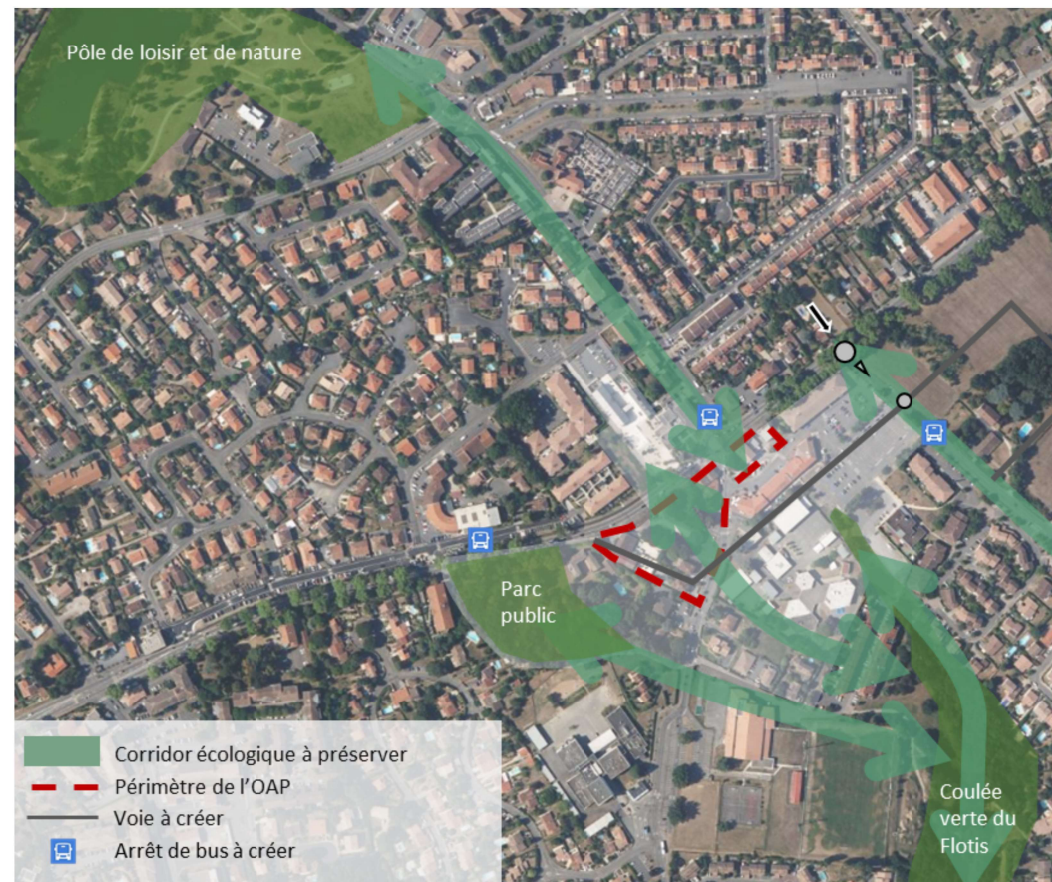 Pôle de loisir et de nature
Parc
public
Corridor écologique à préserver
Périmètre de l'OAP
Voie à créer
Arrêt de bus à créer
Coulée
verte du
Flotis